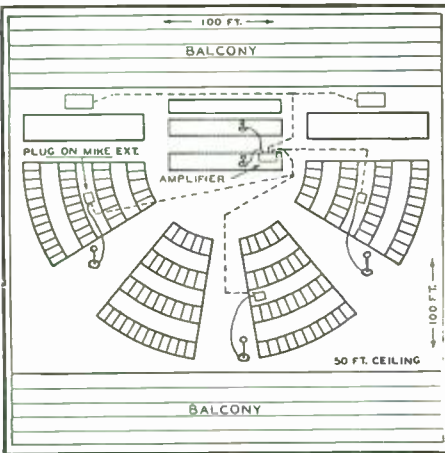 100 FT.
BALCONY
PLUG ON MIKE EXT.
AMPLIFIER
100 FT.
50 FT. CEILING
BALCONY